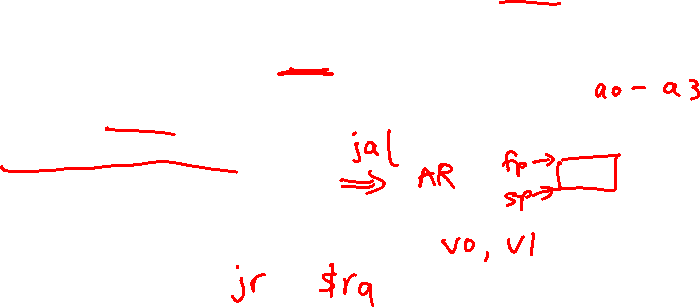 a0 - a3
jal
⇒ AR fp→
sp→
v0, v1
jr $ra